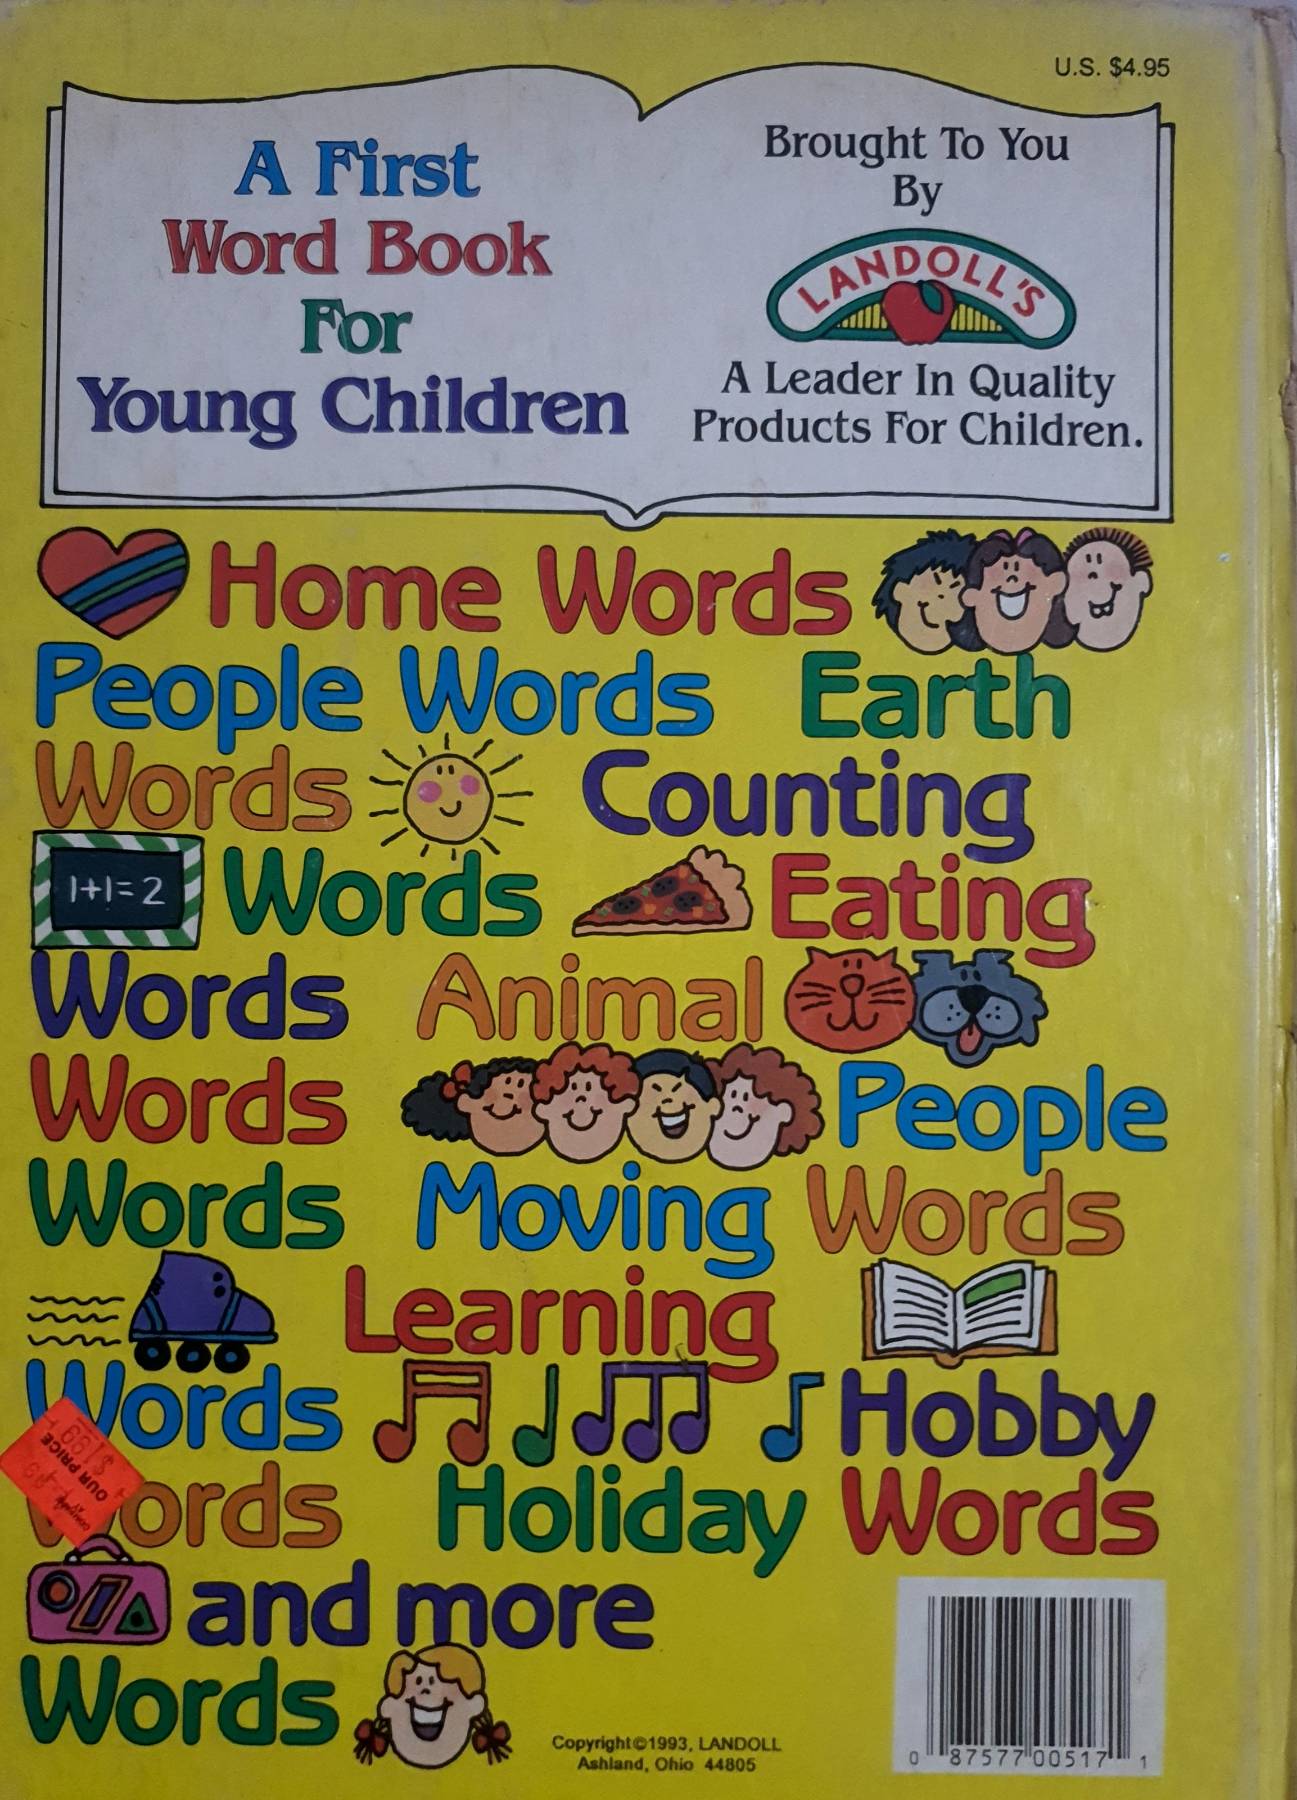 U.S. $4.95
A First
Word Book
For
Young Children
Brought To You
By
LANDOLL'S
A Leader In Quality
Products For Children.
Home Words
People Words Earth
Words Counting
1+1=2 Words Eating
Words Animal
Words People
Words Moving Words
Learning
Words Hobby
Words Holiday Words
OUR PRICE
and more
Words
Copyright©1993, LANDOLL
Ashland, Ohio 44805
0 87577 00517 1